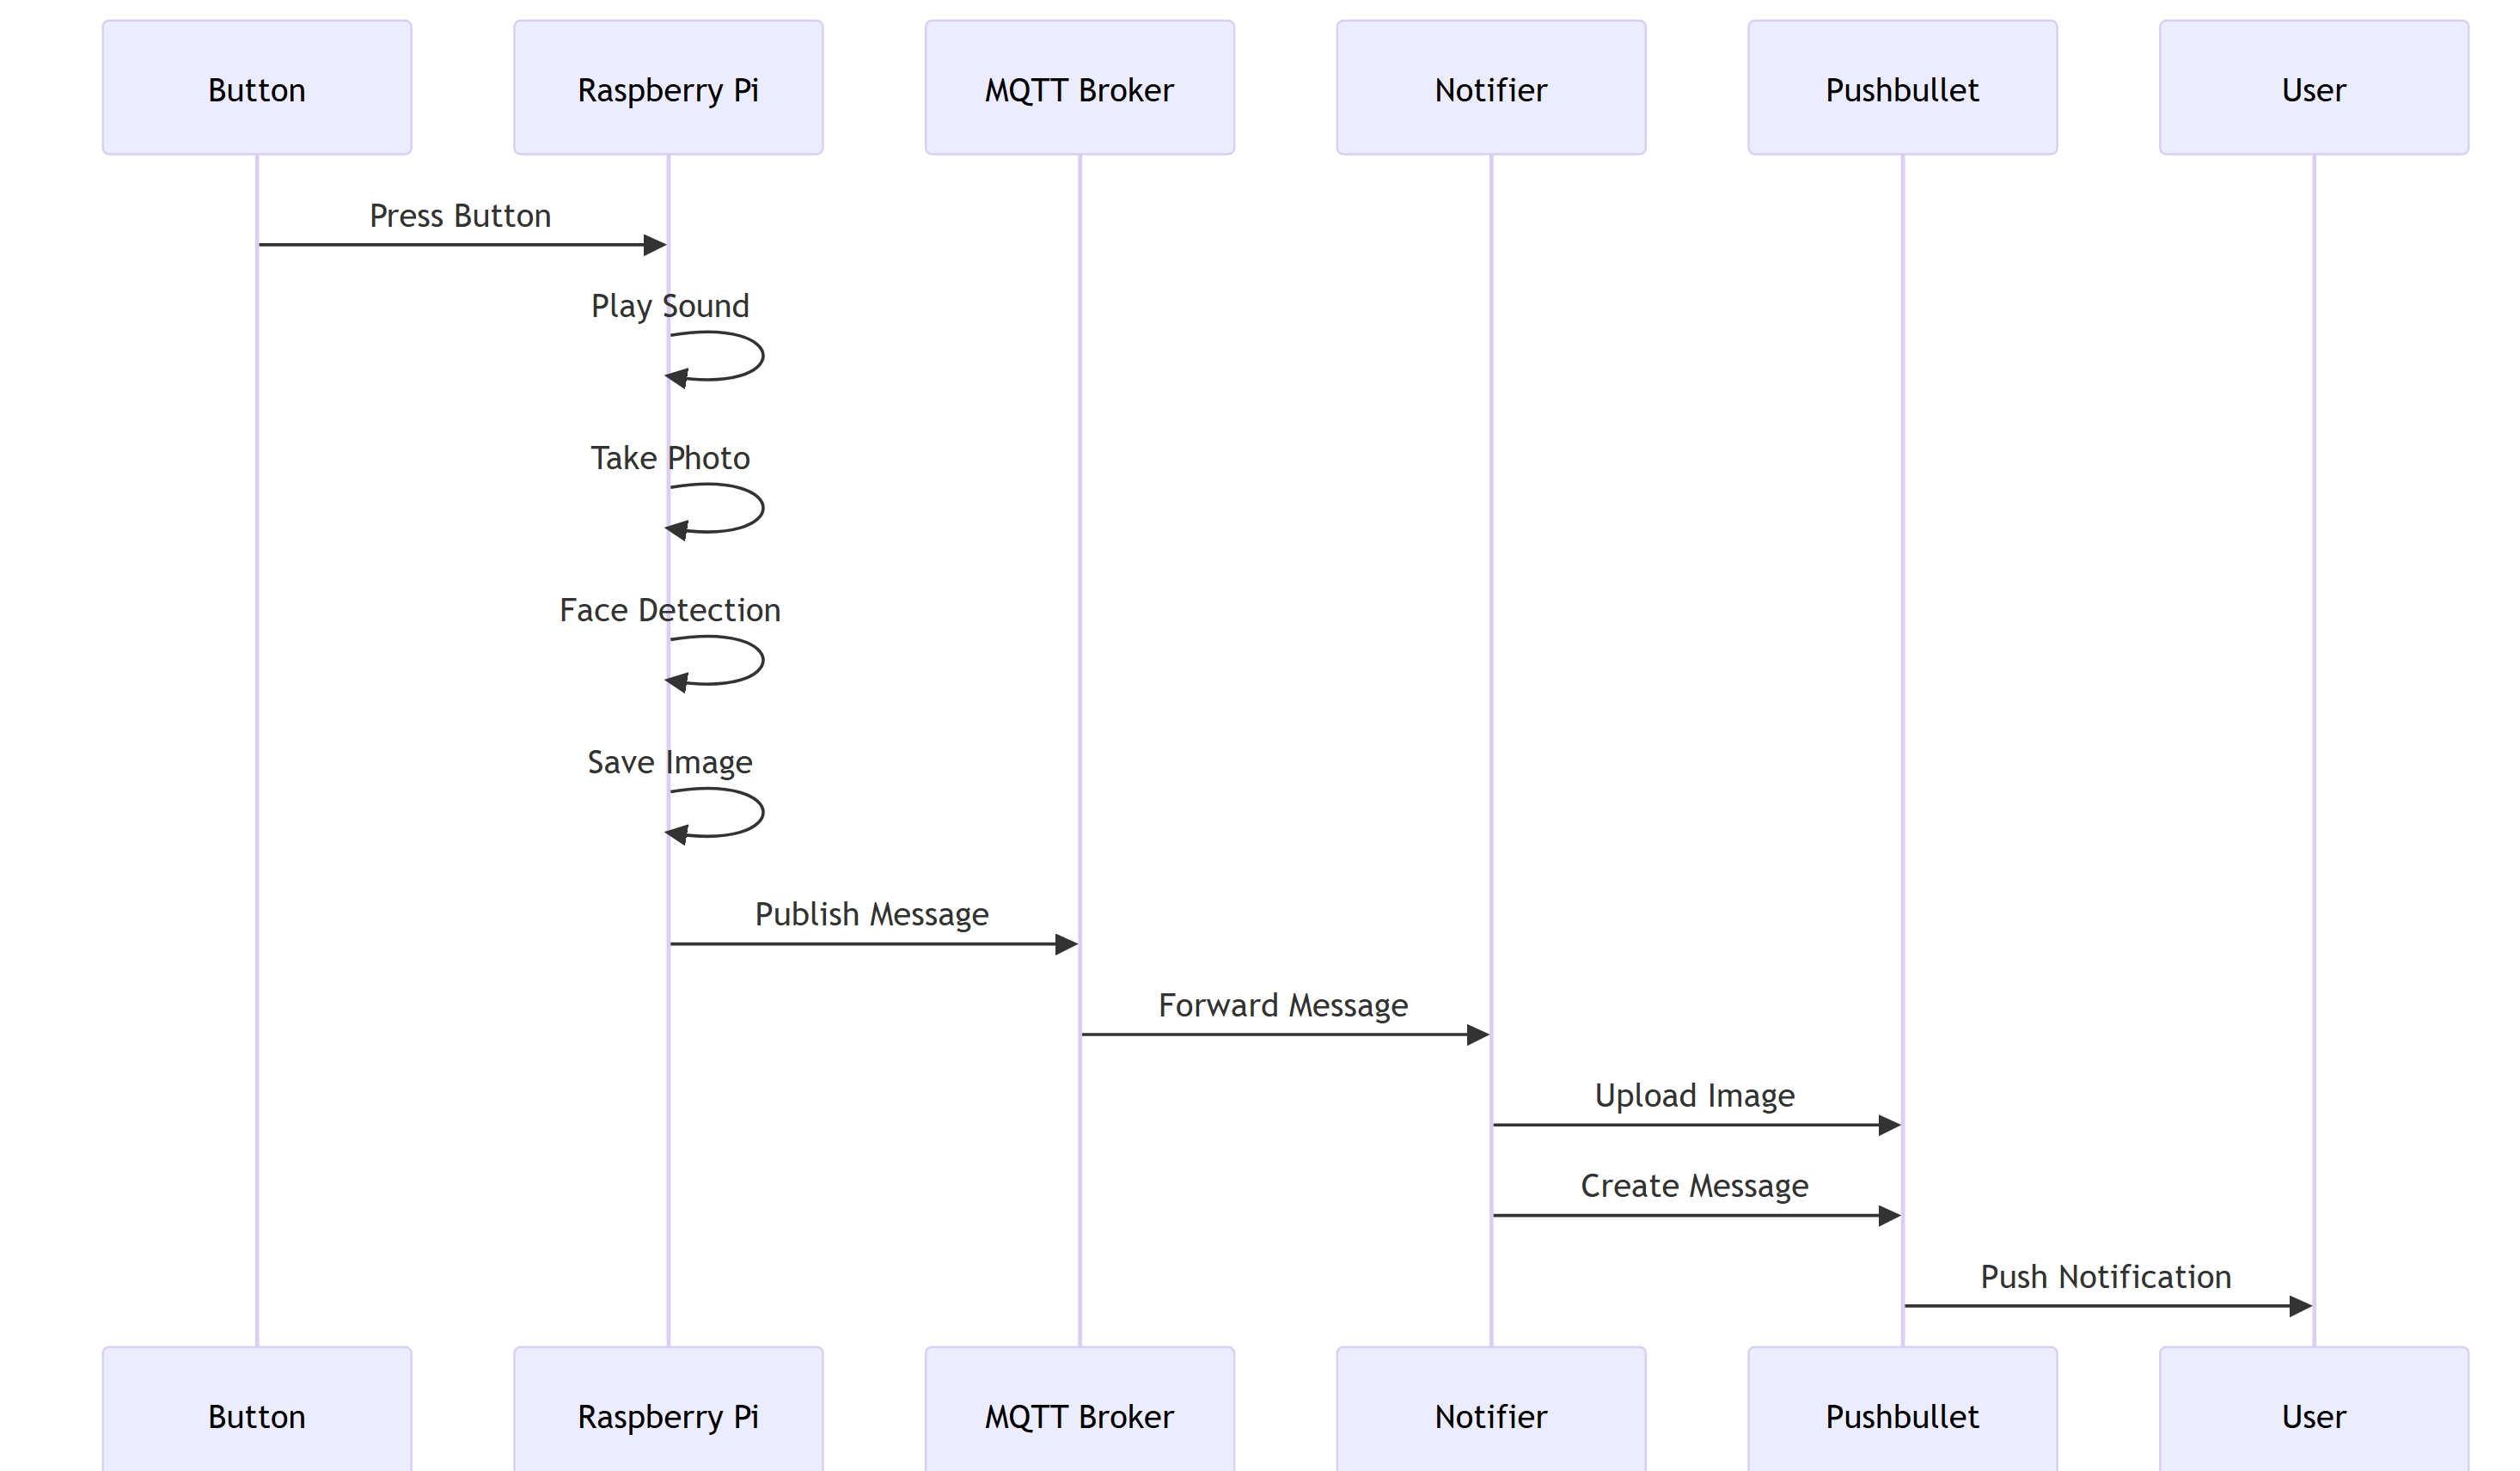 Button
Raspberry Pi
MQTT Broker
Notifier
Pushbullet
User
Press Button
Play Sound
Take Photo
Face Detection
Save Image
Publish Message
Forward Message
Upload Image
Create Message
Push Notification
Button
Raspberry Pi
MQTT Broker
Notifier
Pushbullet
User